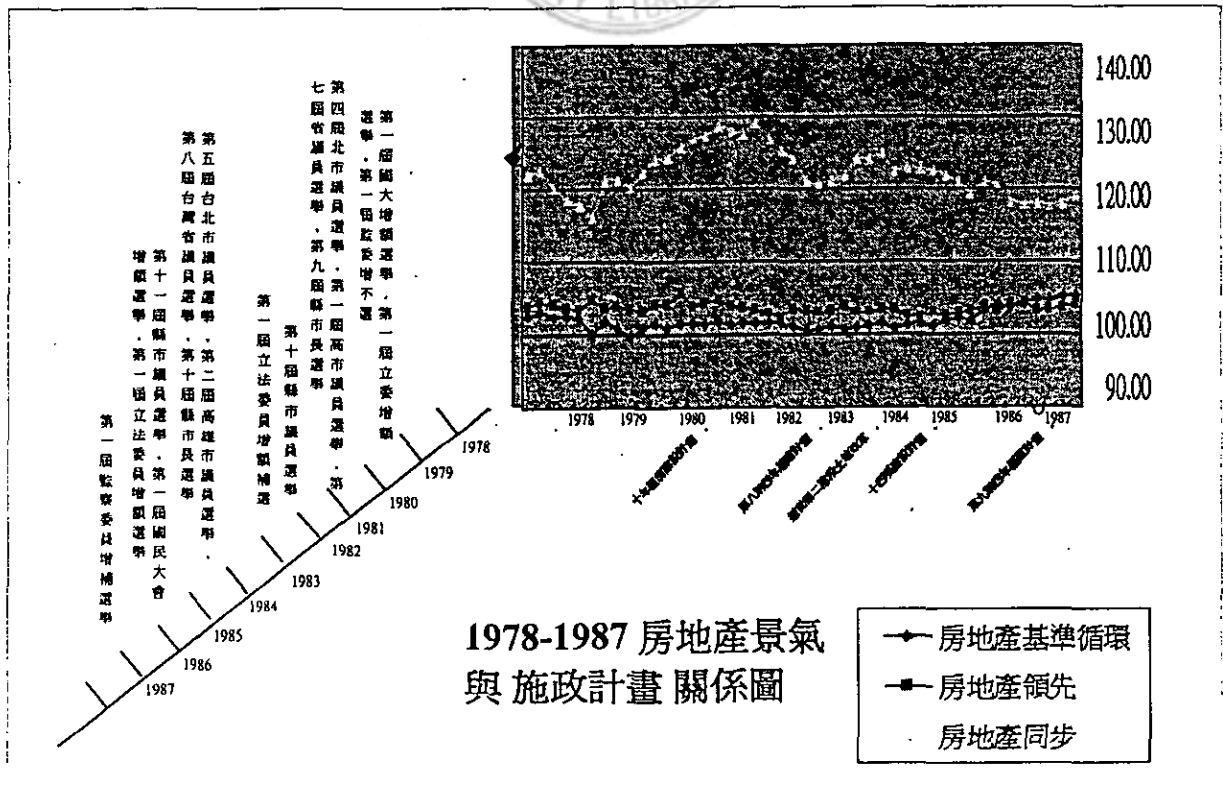 140.00
130.00
120.00
110.00
100.00
90.00
1978 1979 1980 1981 1982 1983 1984 1985 1986 1987
第一屆國大增額選舉,第一屆立委增額
選舉,第一屆監委增不選
第四屆北市議員選舉,第一屆高市議員選舉,第
七屆省議員選舉,第九屆縣市長選舉
第十屆縣市議員選舉
第一屆立法委員增額補選
第五屆台北市議員選舉,第二屆高雄市議員選舉,
第八屆台灣省議員選舉,第十屆縣市長選舉
第十一屆縣市議員選舉,第一屆國民大會
增額選舉,第一屆立法委員增額選舉
第一屆監察委員增補選舉
1978
1979
1980
1981
1982
1983
1984
1985
1986
1987
1978-1987 房地產景氣
與 施政計畫 關係圖
房地產基準循環
房地產領先
房地產同步